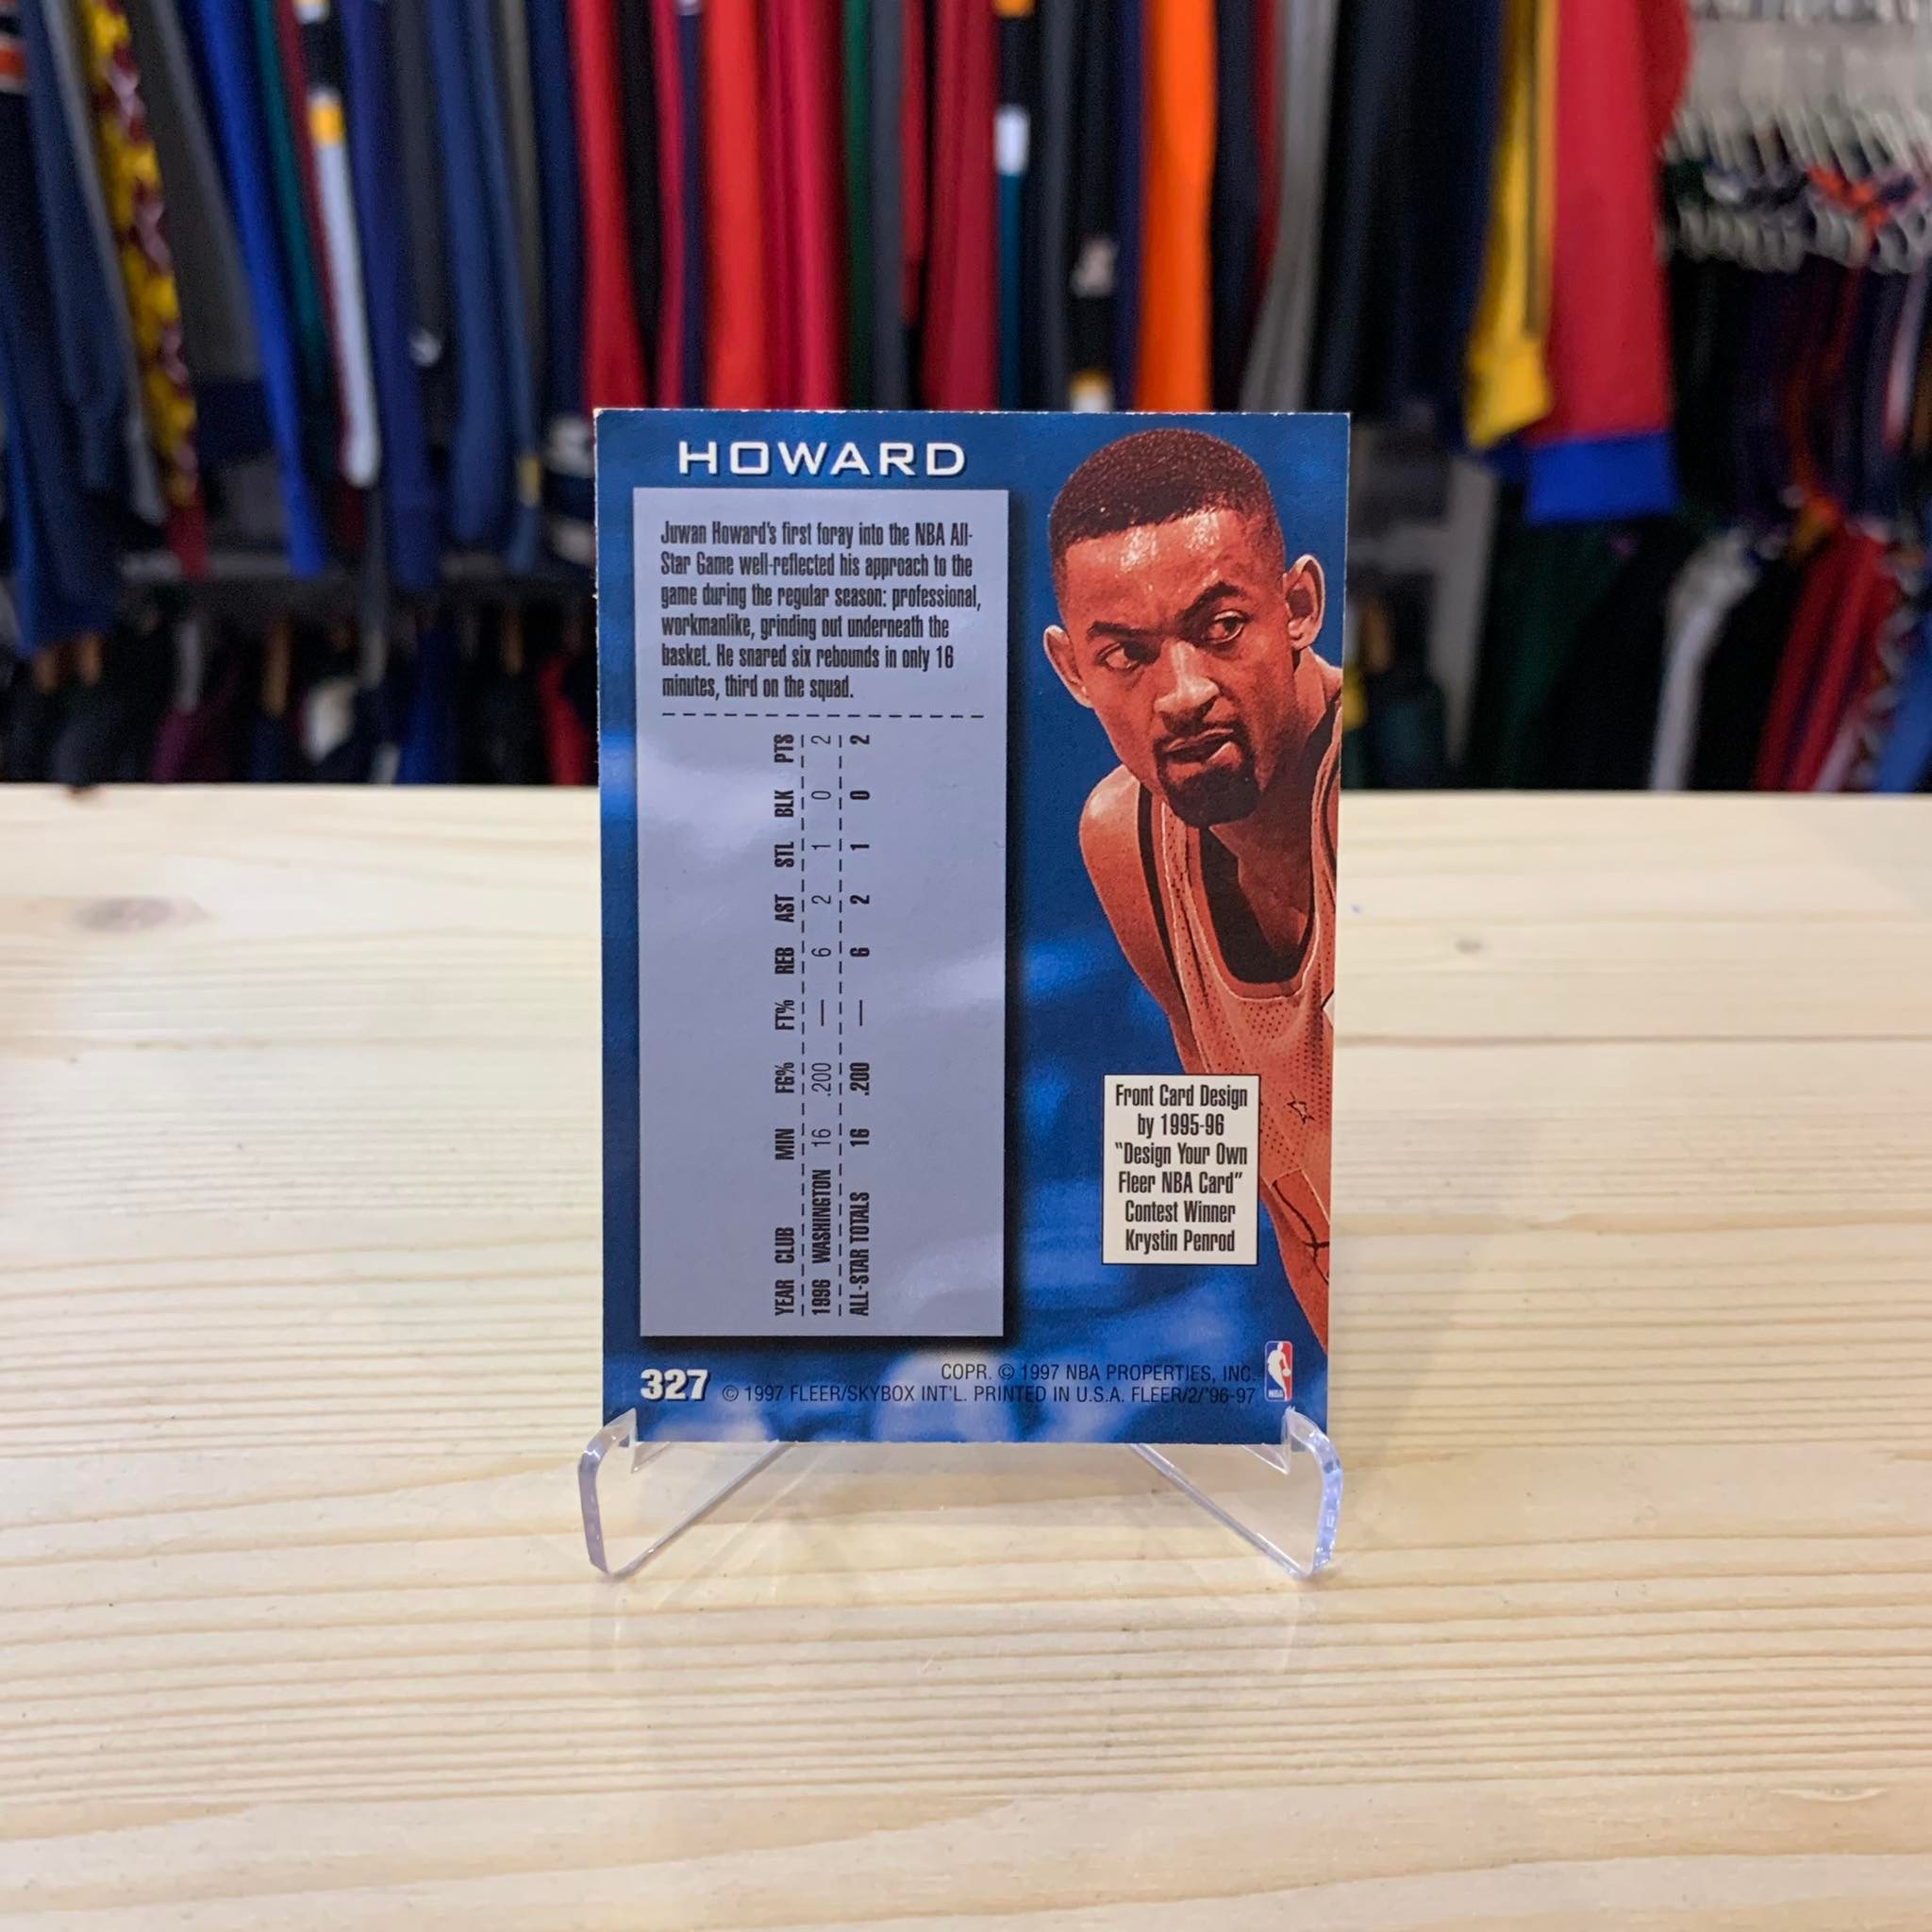 HOWARD
Juwan Howard's first foray into the NBA All-
Star Game well-reflected his approach to the
game during the regular season: professional,
workmanlike, grinding out underneath the
basket. He snared six rebounds in only 16
minutes, third on the squad.
YEAR CLUB MIN FG% FT% REB AST STL BLK PTS
1996 WASHINGTON 16 .200 — 6 2 1 0 2
ALL-STAR TOTALS 16 .200 — 6 2 1 0 2
Front Card Design
by 1995-96
"Design Your Own
Fleer NBA Card"
Contest Winner
Krystin Penrod
327
COPR. © 1997 NBA PROPERTIES, INC.
© 1997 FLEER/SKYBOX INT'L. PRINTED IN U.S.A. FLEER/2/'96-97
NBA